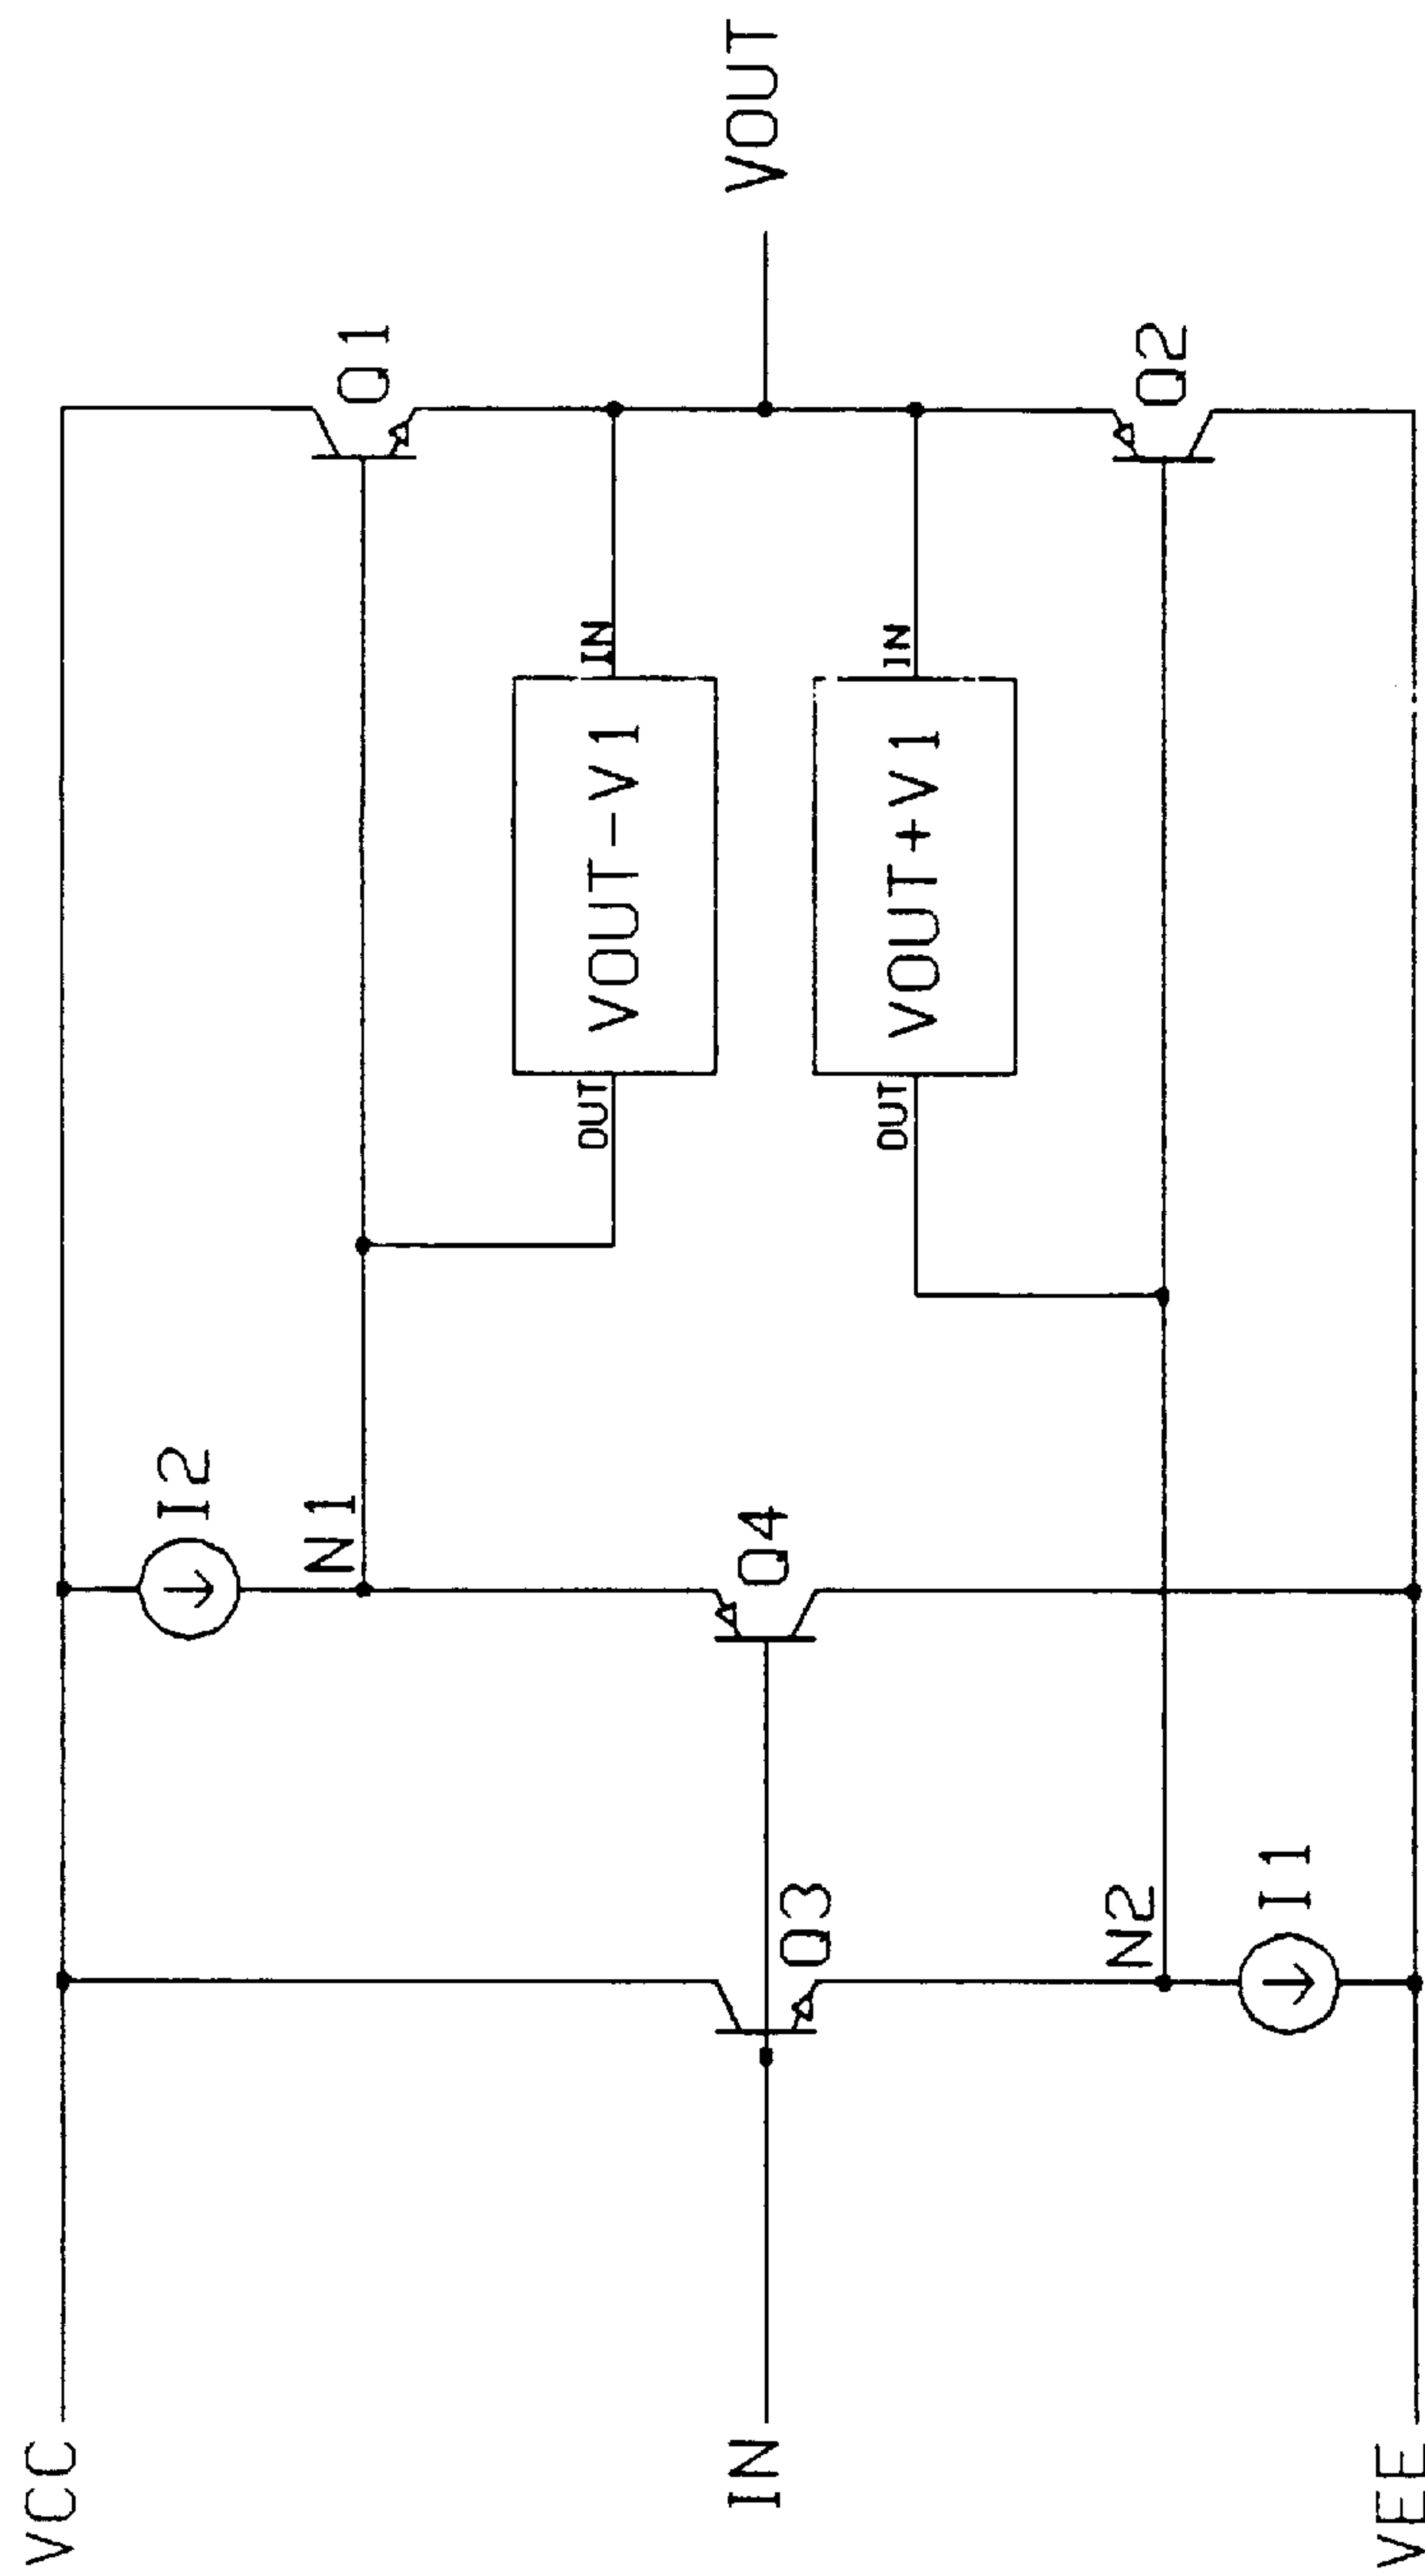 VCC
I2
N1
Q1
OUT
VOUT-V1
IN
IN
Q3
Q4
VOUT
OUT
VOUT+V1
IN
N2
Q2
I1
VEE